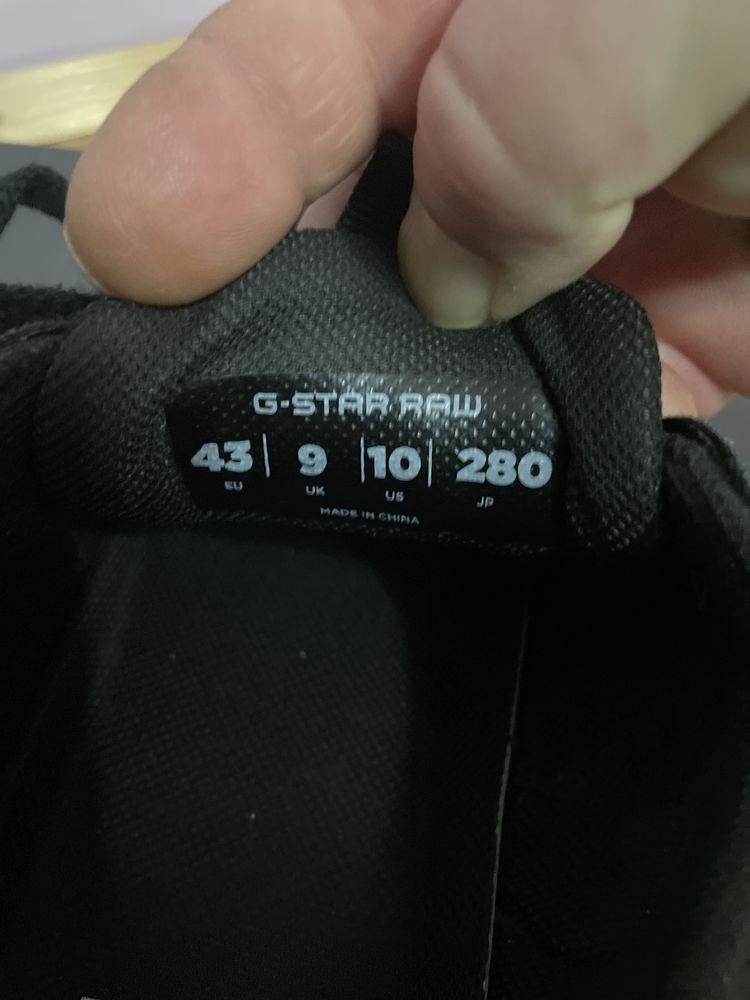 G-STAR RAW
43 | 9 | 10 | 280
EU UK US JP
MADE IN CHINA